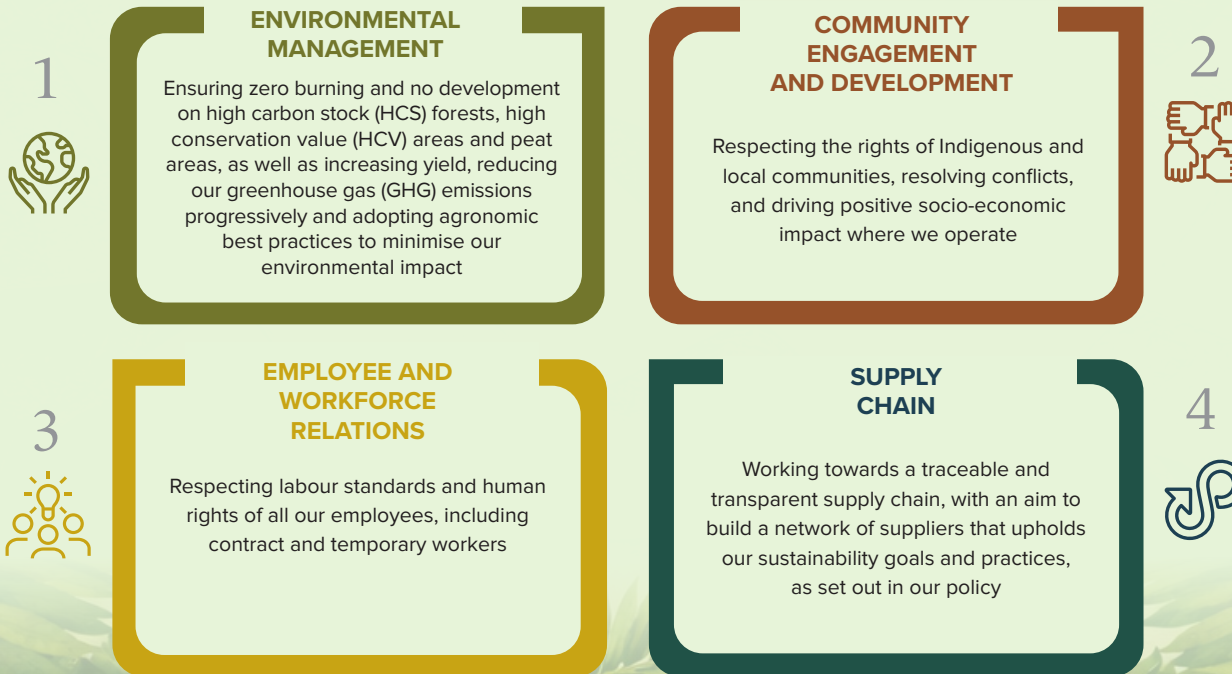 1
ENVIRONMENTAL
MANAGEMENT
Ensuring zero burning and no development
on high carbon stock (HCS) forests, high
conservation value (HCV) areas and peat
areas, as well as increasing yield, reducing
our greenhouse gas (GHG) emissions
progressively and adopting agronomic
best practices to minimise our
environmental impact
2
COMMUNITY
ENGAGEMENT
AND DEVELOPMENT
Respecting the rights of Indigenous and
local communities, resolving conflicts,
and driving positive socio-economic
impact where we operate
3
EMPLOYEE AND
WORKFORCE
RELATIONS
Respecting labour standards and human
rights of all our employees, including
contract and temporary workers
4
SUPPLY
CHAIN
Working towards a traceable and
transparent supply chain, with an aim to
build a network of suppliers that upholds
our sustainability goals and practices,
as set out in our policy